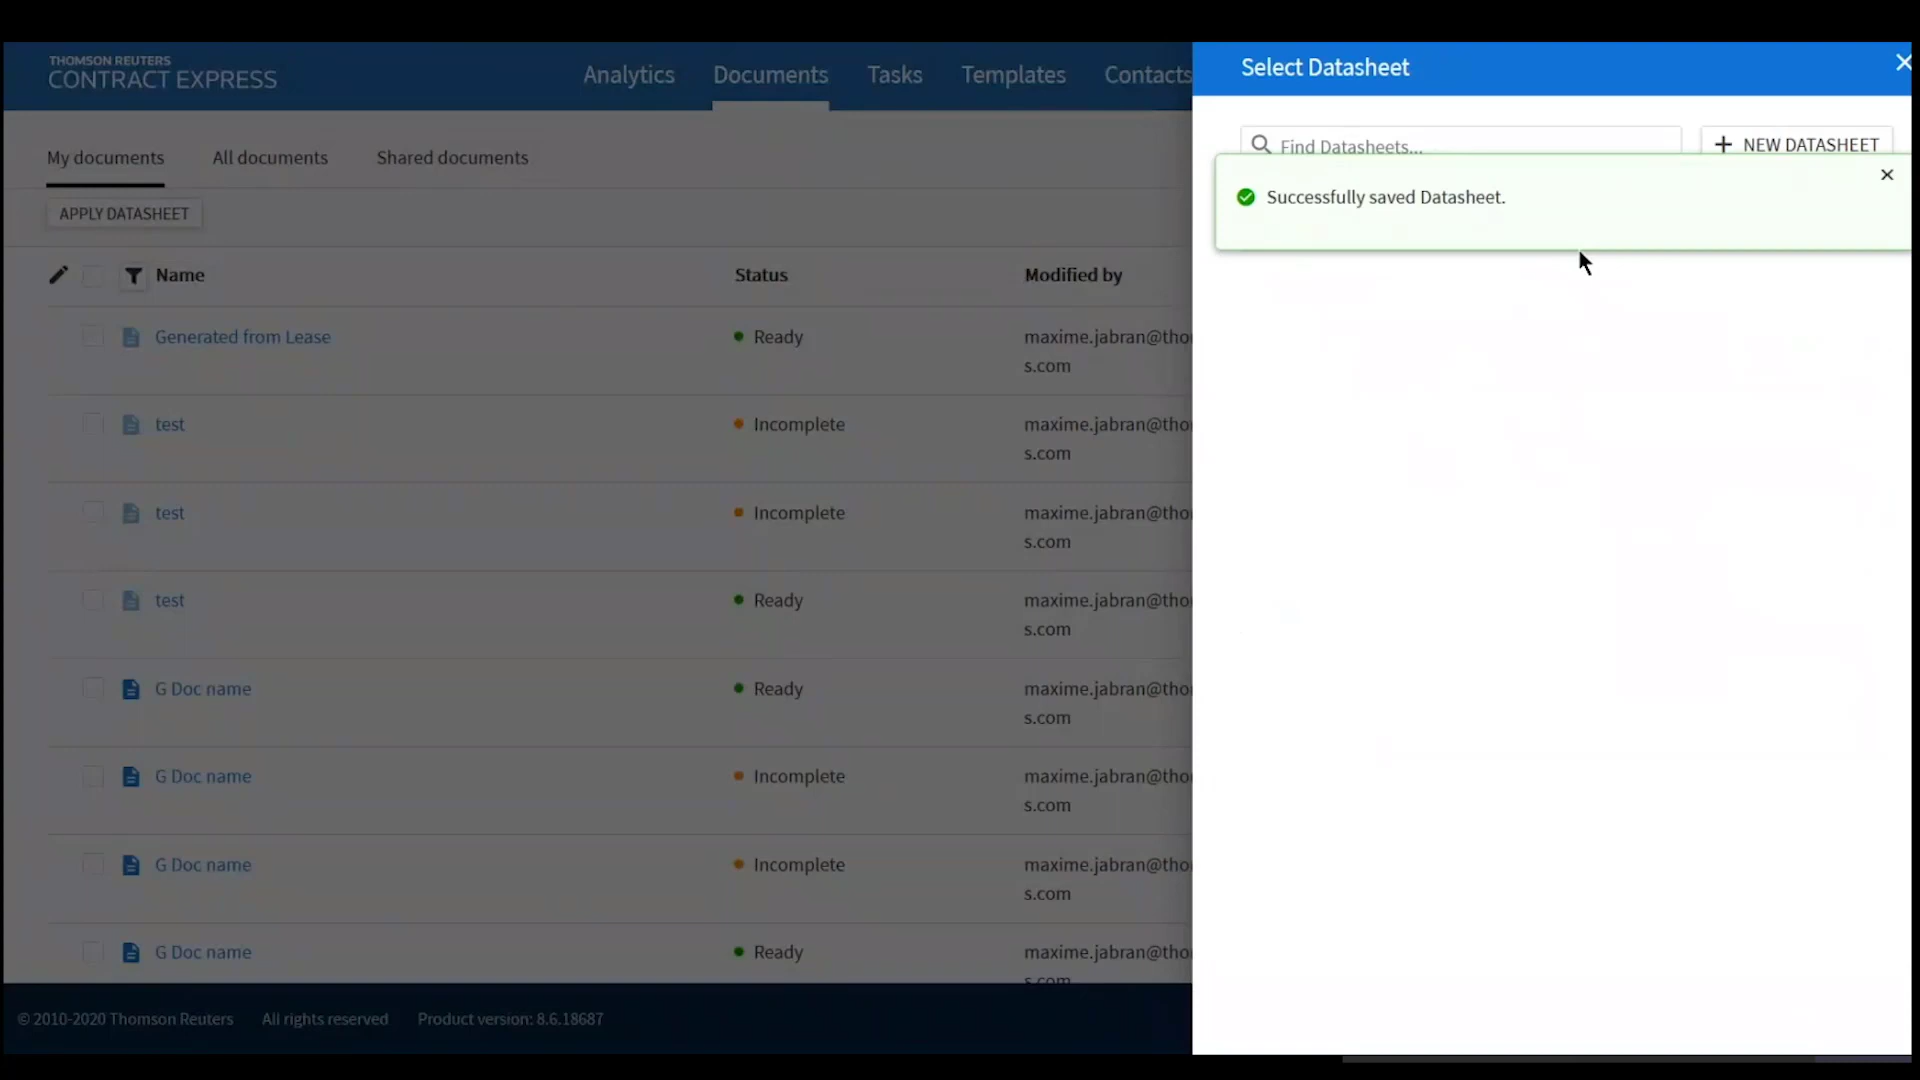 THOMSON REUTERS
CONTRACT EXPRESS
Analytics
Documents
Tasks
Templates
Contacts
My documents
All documents
Shared documents
APPLY DATASHEET
Name Status Modified by
Generated from Lease Ready maxime.jabran@tho
s.com
test Incomplete maxime.jabran@tho
s.com
test Incomplete maxime.jabran@tho
s.com
test Ready maxime.jabran@tho
s.com
G Doc name Ready maxime.jabran@tho
s.com
G Doc name Incomplete maxime.jabran@tho
s.com
G Doc name Incomplete maxime.jabran@tho
s.com
G Doc name Ready maxime.jabran@tho
s.com
© 2010-2020 Thomson Reuters All rights reserved Product version: 8.6.18687
Select Datasheet
Find Datasheets...
NEW DATASHEET
Successfully saved Datasheet.